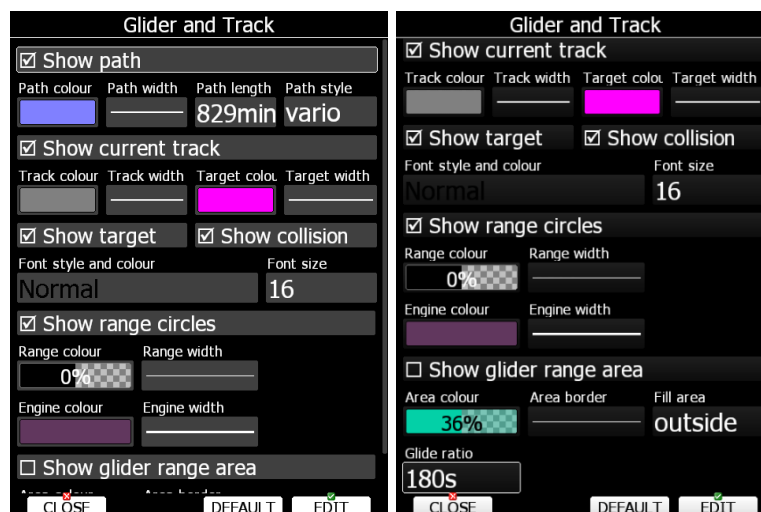 Glider and Track
Show path
Path colour Path width Path length Path style
829min vario
Show current track
Track colour Track width Target colou Target width
Show target Show collision
Font style and colour Font size
Normal 16
Show range circles
Range colour Range width
0%
Engine colour Engine width
Show glider range area
Area colour Area border
CLOSE DEFAULT EDIT
Glider and Track
Show current track
Track colour Track width Target colou Target width
Show target Show collision
Font style and colour Font size
Normal 16
Show range circles
Range colour Range width
0%
Engine colour Engine width
Show glider range area
Area colour Area border Fill area
36% outside
Glide ratio
180s
CLOSE DEFAULT EDIT